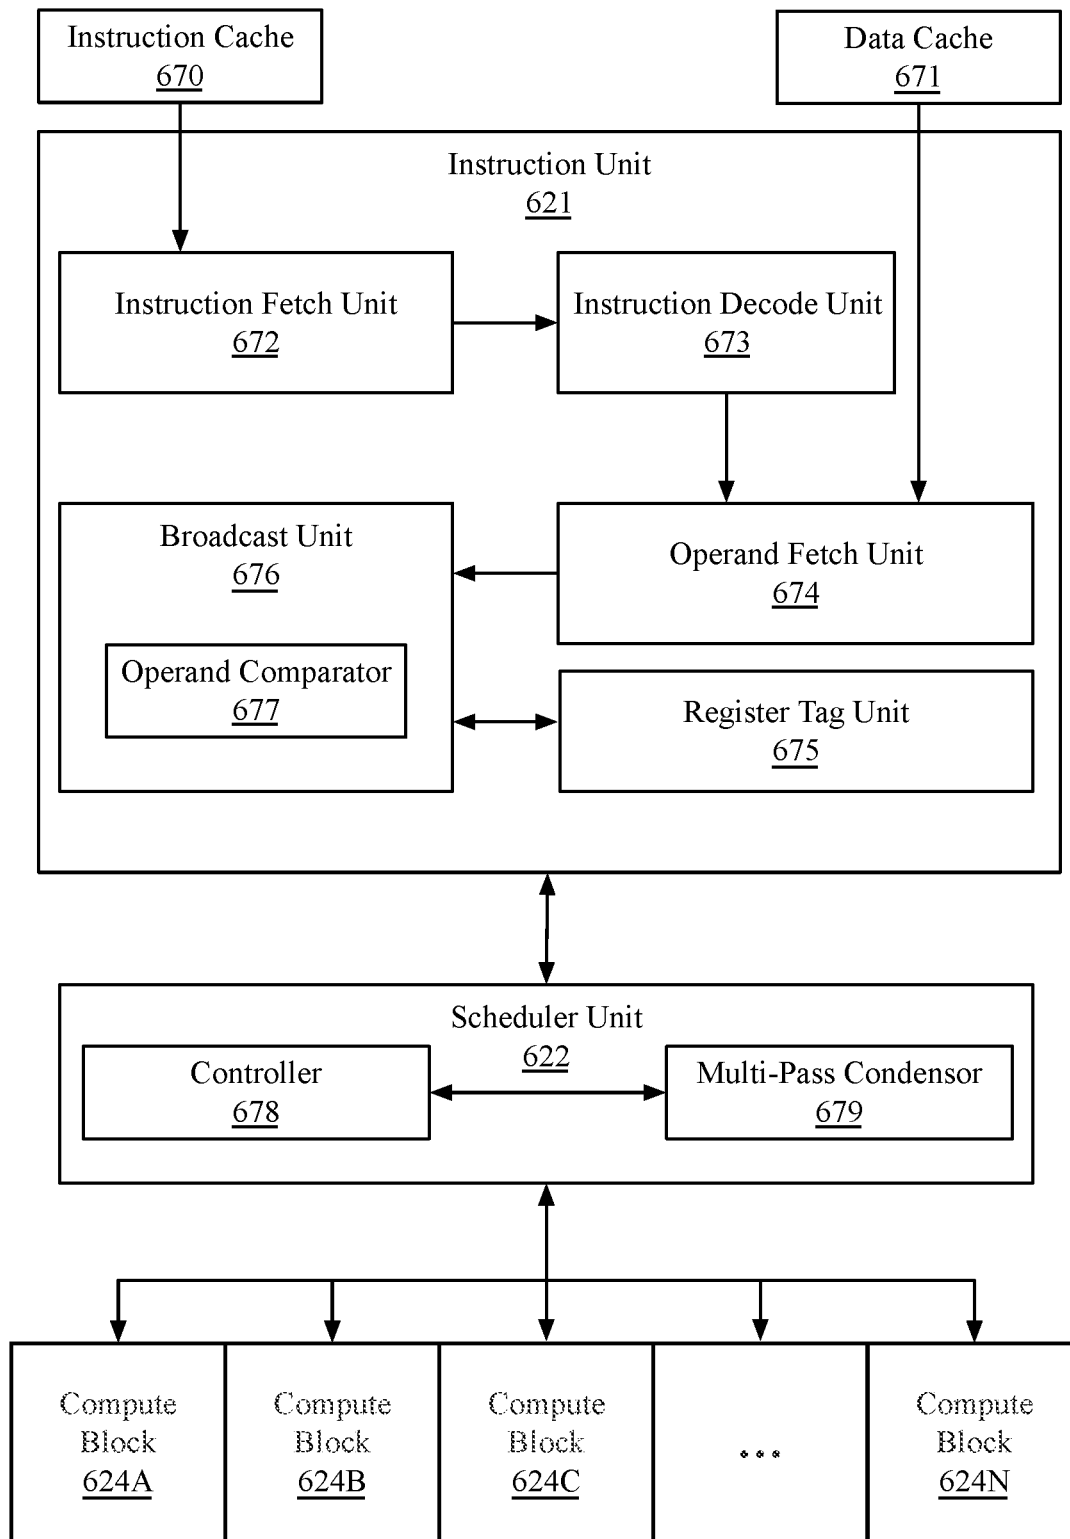 Instruction Cache
670
Data Cache
671
Instruction Unit
621
Instruction Fetch Unit
672
Instruction Decode Unit
673
Broadcast Unit
676
Operand Fetch Unit
674
Operand Comparator
677
Register Tag Unit
675
Scheduler Unit
622
Controller
678
Multi-Pass Condensor
679
Compute
Block
624A
Compute
Block
624B
Compute
Block
624C
...
Compute
Block
624N